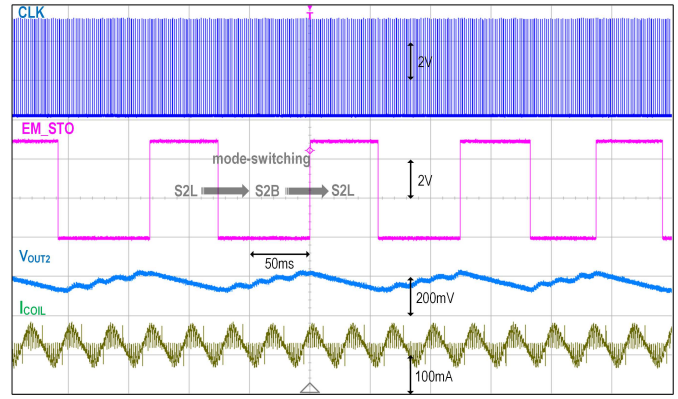 CLK
T
2V
EM_STO
mode-switching
2V
S2L S2B S2L
50ms
VOUT2
200mV
ICOIL
100mA